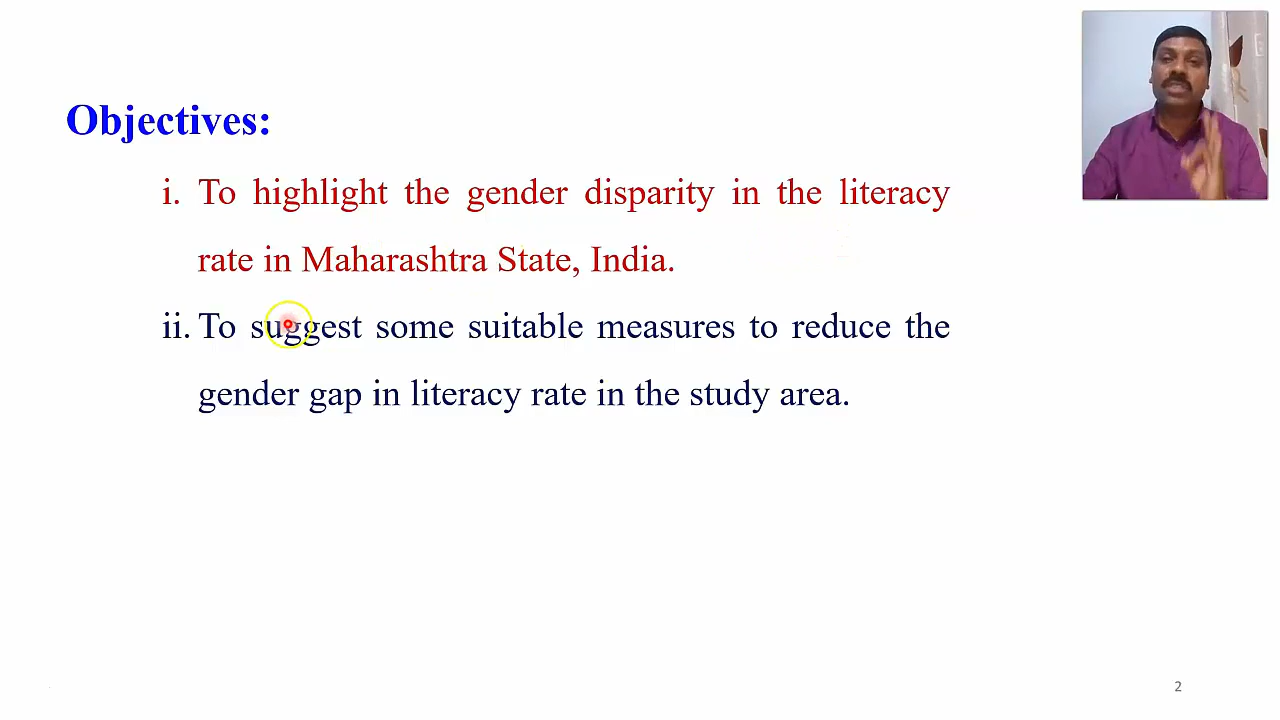 Objectives:
i. To highlight the gender disparity in the literacy
rate in Maharashtra State, India.
ii. To suggest some suitable measures to reduce the
gender gap in literacy rate in the study area.
2